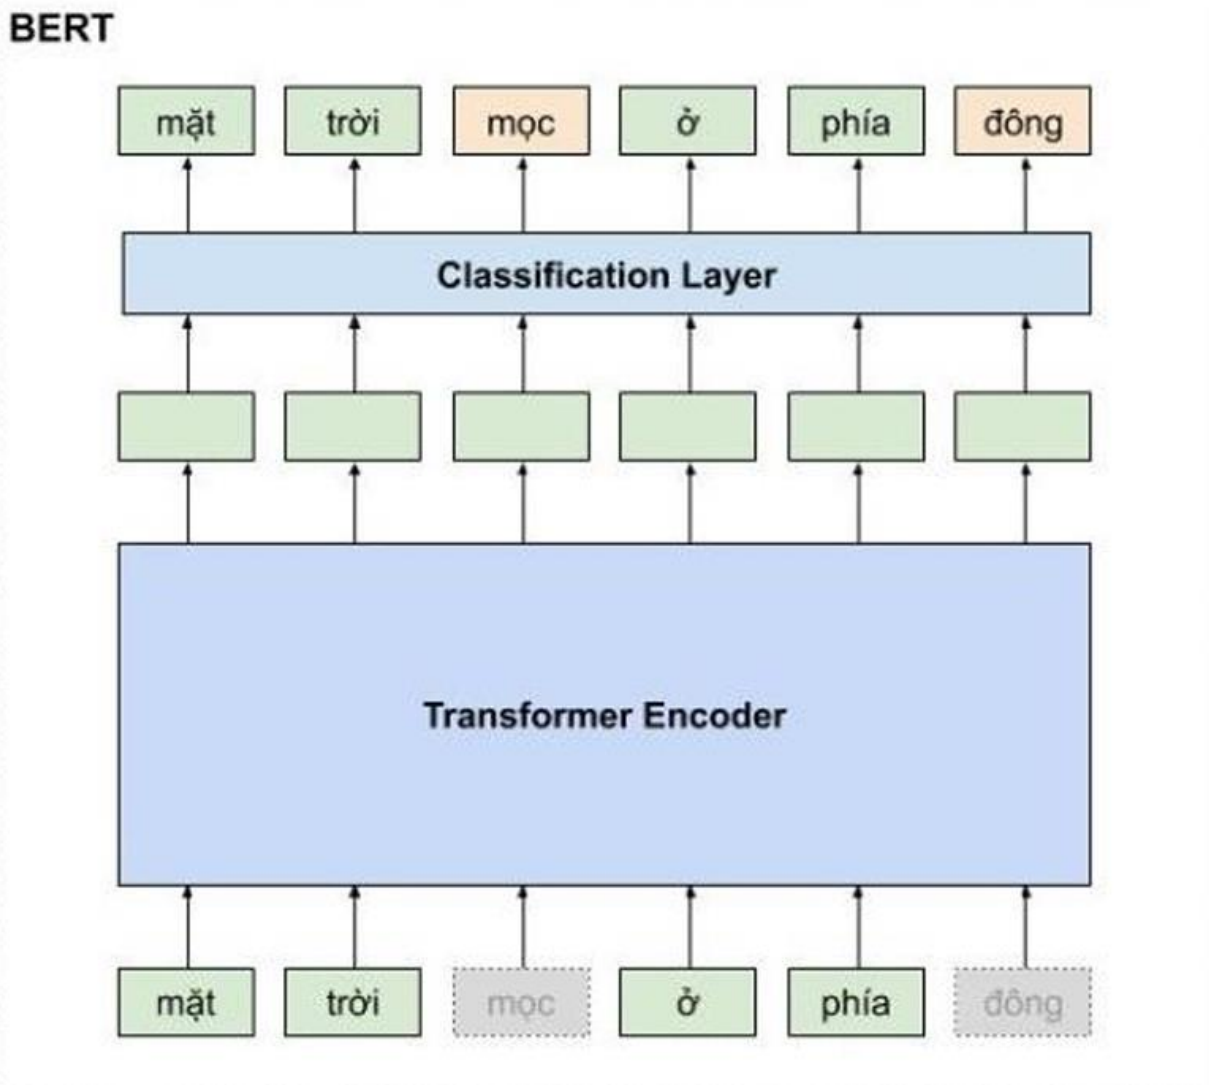 BERT
mặt trời mọc ở phía đông
Classification Layer
Transformer Encoder
mặt trời mọc ở phía đông